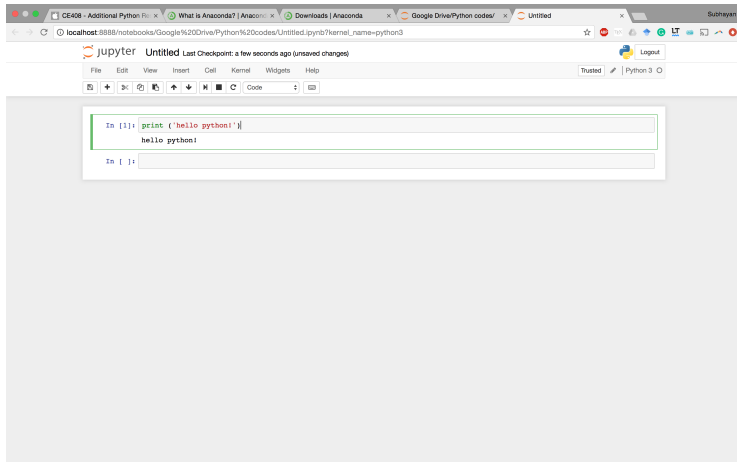 CE408 - Additional Python Re
What is Anaconda? | Anacond
Downloads | Anaconda
Google Drive/Python codes/
Untitled
Subhayan
localhost:8888/notebooks/Google%20Drive/Python%20codes/Untitled.ipynb?kernel_name=python3
jupyter Untitled Last Checkpoint: a few seconds ago (unsaved changes)
Logout
File Edit View Insert Cell Kernel Widgets Help
Trusted
Python 3
Code
In [1]: print ('hello python!')
hello python!
In [ ]: